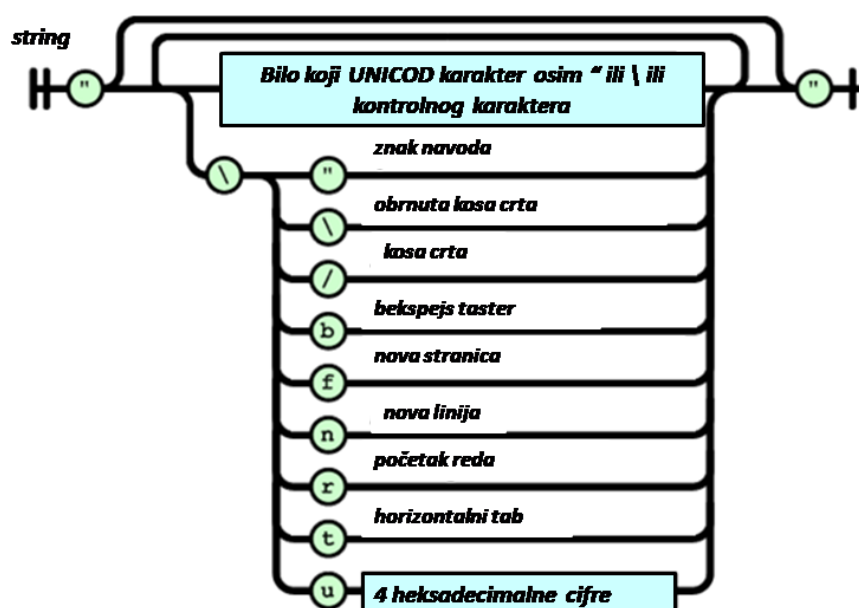 string
"
Bilo koji UNICOD karakter osim “ ili \ ili
kontrolnog karaktera
"
\
znak navoda
"
obrnuta kosa crta
\
kosa crta
/
bekspejs taster
b
nova stranica
f
nova linija
n
početak reda
r
horizontalni tab
t
u
4 heksadecimalne cifre